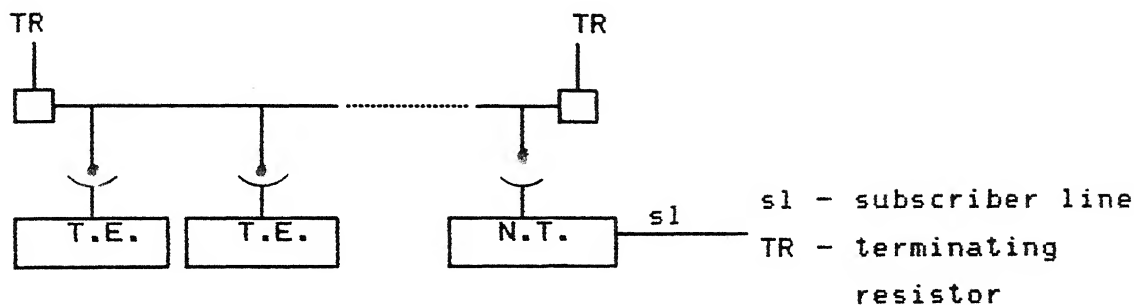 TR TR
T.E. T.E. N.T. sl
sl - subscriber line
TR - terminating
resistor